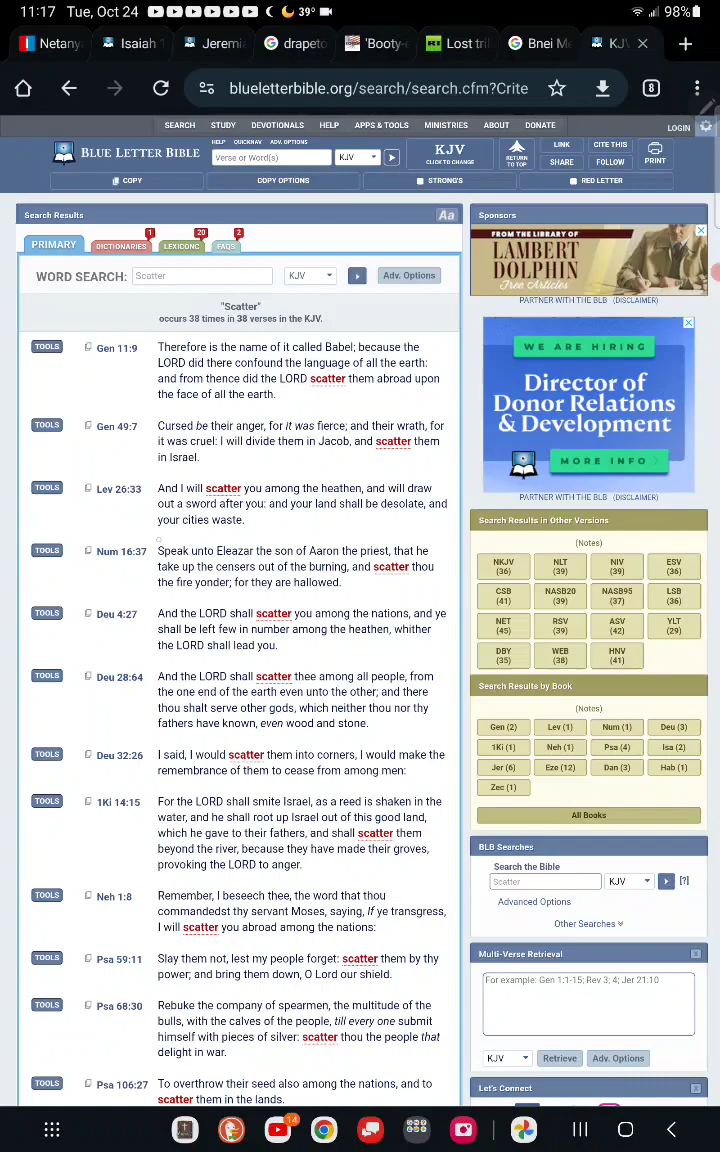 11:17 Tue, Oct 24 39° 98%
Netany
Isaiah 1
Jeremia
drapeto
'Booty-e
Lost tri
Bnei Me
KJV
blueletterbible.org/search/search.cfm?Crite
8
SEARCH STUDY DEVOTIONALS HELP APPS & TOOLS MINISTRIES ABOUT DONATE LOGIN
BLUE LETTER BIBLE
HELP QUICKNAV ADV. OPTIONS
Verse or Word(s) KJV
KJV
CLICK TO CHANGE
RETURN
TO TOP
LINK CITE THIS
SHARE FOLLOW
PRINT
COPY COPY OPTIONS STRONG'S RED LETTER
Search Results Aa
PRIMARY DICTIONARIES 1 LEXICONC 20 FAQS 2
WORD SEARCH: Scatter KJV Adv. Options
"Scatter"
occurs 38 times in 38 verses in the KJV.
TOOLS Gen 11:9 Therefore is the name of it called Babel; because the
LORD did there confound the language of all the earth:
and from thence did the LORD scatter them abroad upon
the face of all the earth.
TOOLS Gen 49:7 Cursed be their anger, for it was fierce; and their wrath, for
it was cruel: I will divide them in Jacob, and scatter them
in Israel.
TOOLS Lev 26:33 And I will scatter you among the heathen, and will draw
out a sword after you: and your land shall be desolate, and
your cities waste.
TOOLS Num 16:37 Speak unto Eleazar the son of Aaron the priest, that he
take up the censers out of the burning, and scatter thou
the fire yonder; for they are hallowed.
TOOLS Deu 4:27 And the LORD shall scatter you among the nations, and ye
shall be left few in number among the heathen, whither
the LORD shall lead you.
TOOLS Deu 28:64 And the LORD shall scatter thee among all people, from
the one end of the earth even unto the other; and there
thou shalt serve other gods, which neither thou nor thy
fathers have known, even wood and stone.
TOOLS Deu 32:26 I said, I would scatter them into corners, I would make the
remembrance of them to cease from among men:
TOOLS 1Ki 14:15 For the LORD shall smite Israel, as a reed is shaken in the
water, and he shall root up Israel out of this good land,
which he gave to their fathers, and shall scatter them
beyond the river, because they have made their groves,
provoking the LORD to anger.
TOOLS Neh 1:8 Remember, I beseech thee, the word that thou
commandedst thy servant Moses, saying, If ye transgress,
I will scatter you abroad among the nations:
TOOLS Psa 59:11 Slay them not, lest my people forget: scatter them by thy
power; and bring them down, O Lord our shield.
TOOLS Psa 68:30 Rebuke the company of spearmen, the multitude of the
bulls, with the calves of the people, till every one submit
himself with pieces of silver: scatter thou the people that
delight in war.
TOOLS Psa 106:27 To overthrow their seed also among the nations, and to
scatter them in the lands.
Sponsors
FROM THE LIBRARY OF
LAMBERT
DOLPHIN
Free Articles
PARTNER WITH THE BLB (DISCLAIMER)
WE ARE HIRING
Director of
Donor Relations
& Development
MORE INFO
PARTNER WITH THE BLB (DISCLAIMER)
Search Results in Other Versions
(Notes)
NKJV (36) NLT (39) NIV (39) ESV (36)
CSB (41) NASB20 (39) NASB95 (37) LSB (36)
NET (45) RSV (39) ASV (42) YLT (29)
DBY (35) WEB (38) HNV (41)
Search Results by Book
(Notes)
Gen (2) Lev (1) Num (1) Deu (3)
1Ki (1) Neh (1) Psa (4) Isa (2)
Jer (6) Eze (12) Dan (3) Hab (1)
Zec (1)
All Books
BLB Searches
Search the Bible
Scatter KJV [?]
Advanced Options
Other Searches
Multi-Verse Retrieval
For example: Gen 1:1-15; Rev 3; 4; Jer 21:10
KJV Retrieve Adv. Options
Let's Connect
14